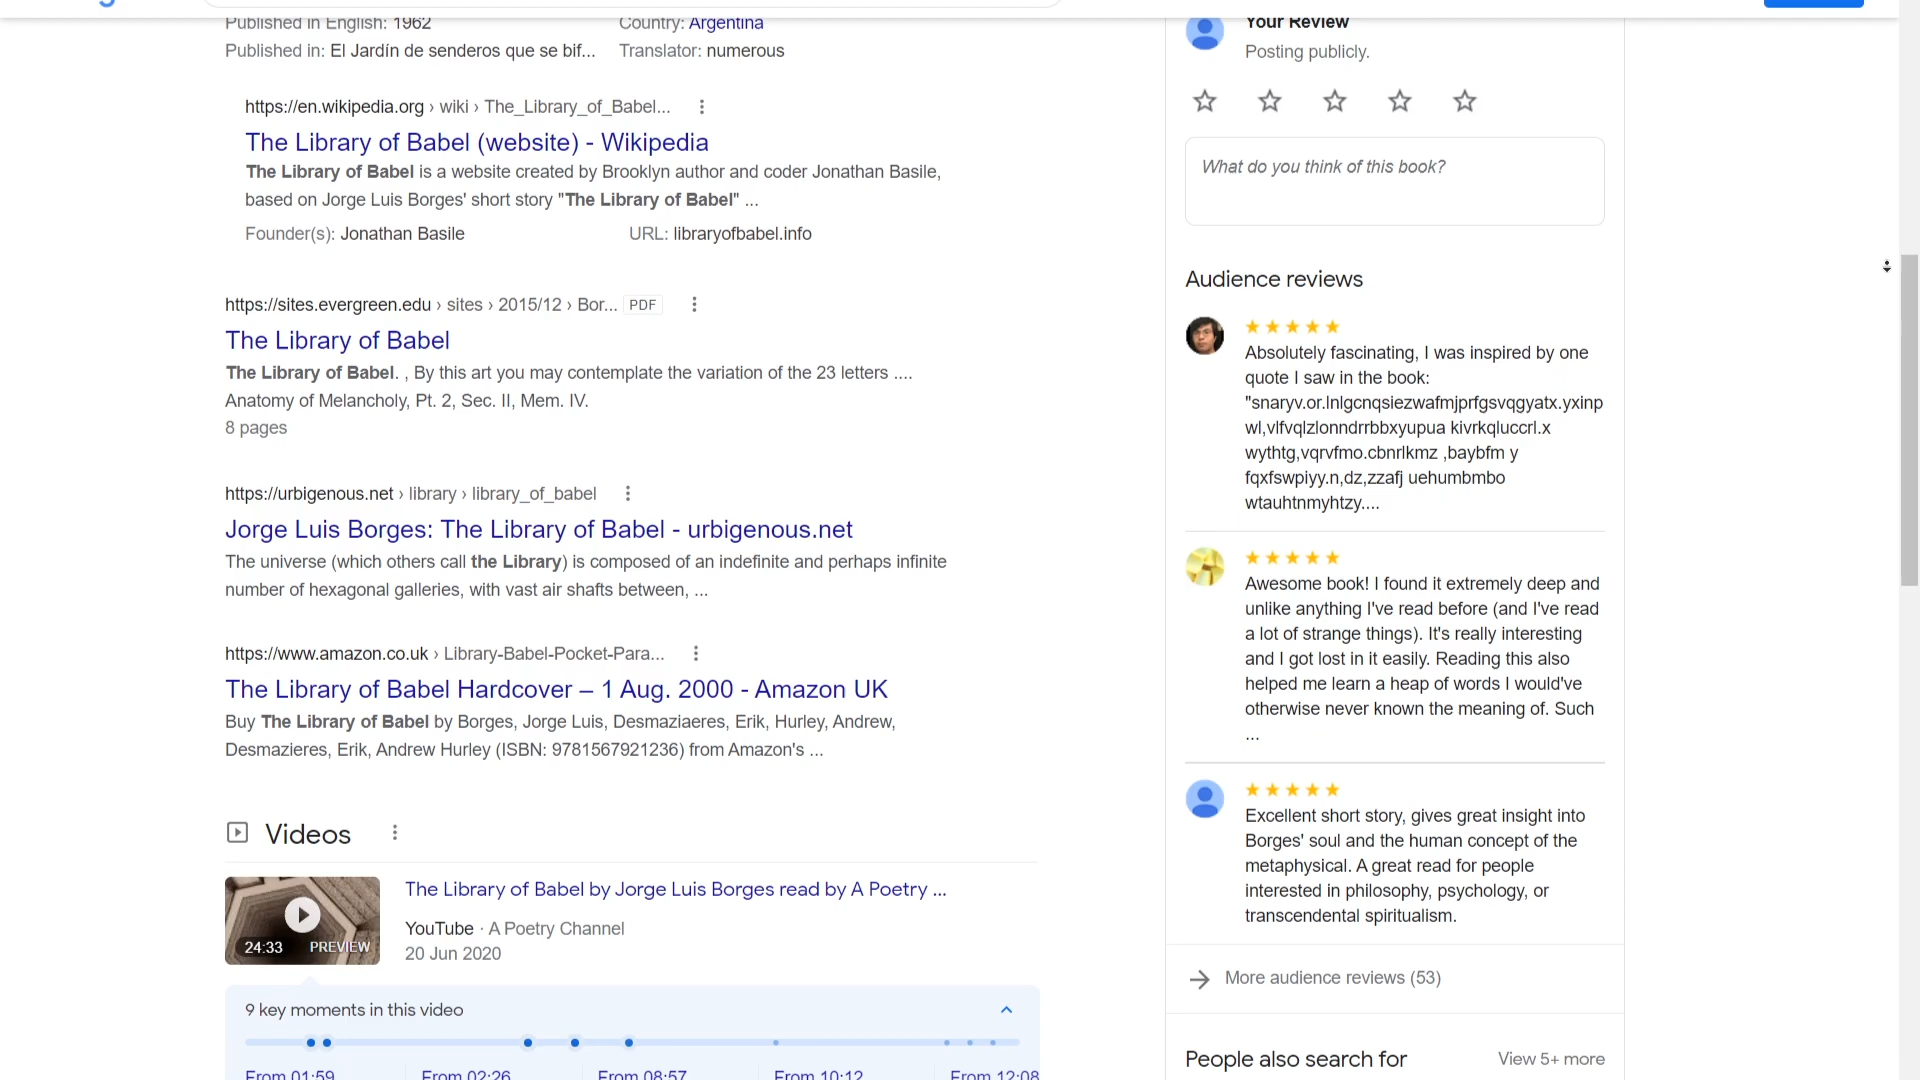 Published in English: 1962
Country: Argentina
Published in: El Jardín de senderos que se bif...
Translator: numerous
https://en.wikipedia.org › wiki › The_Library_of_Babel...
The Library of Babel (website) - Wikipedia
The Library of Babel is a website created by Brooklyn author and coder Jonathan Basile,
based on Jorge Luis Borges' short story "The Library of Babel" ...
Founder(s): Jonathan Basile
URL: libraryofbabel.info
https://sites.evergreen.edu › sites › 2015/12 › Bor... PDF
The Library of Babel
The Library of Babel. , By this art you may contemplate the variation of the 23 letters ....
Anatomy of Melancholy, Pt. 2, Sec. II, Mem. IV.
8 pages
https://urbigenous.net › library › library_of_babel
Jorge Luis Borges: The Library of Babel - urbigenous.net
The universe (which others call the Library) is composed of an indefinite and perhaps infinite
number of hexagonal galleries, with vast air shafts between, ...
https://www.amazon.co.uk › Library-Babel-Pocket-Para...
The Library of Babel Hardcover – 1 Aug. 2000 - Amazon UK
Buy The Library of Babel by Borges, Jorge Luis, Desmaziaeres, Erik, Hurley, Andrew,
Desmazieres, Erik, Andrew Hurley (ISBN: 9781567921236) from Amazon's ...
Videos
24:33 PREVIEW
The Library of Babel by Jorge Luis Borges read by A Poetry ...
YouTube · A Poetry Channel
20 Jun 2020
9 key moments in this video
From 01:59
From 02:26
From 08:57
From 10:12
From 12:08
Your Review
Posting publicly.
What do you think of this book?
Audience reviews
Absolutely fascinating, I was inspired by one
quote I saw in the book:
"snaryv.or.lnlgcnqsiezwafmjprfgsvqgyatx.yxinp
wl,vlfvqlzlonndrrbbxyupua kivrkqluccrl.x
wythtg,vqrvfmo.cbnrlkmz ,baybfm y
fqxfswpiyy.n,dz,zzafj uehumbmbo
wtauhtnmyhtzy....
Awesome book! I found it extremely deep and
unlike anything I've read before (and I've read
a lot of strange things). It's really interesting
and I got lost in it easily. Reading this also
helped me learn a heap of words I would've
otherwise never known the meaning of. Such
...
Excellent short story, gives great insight into
Borges' soul and the human concept of the
metaphysical. A great read for people
interested in philosophy, psychology, or
transcendental spiritualism.
More audience reviews (53)
People also search for
View 5+ more